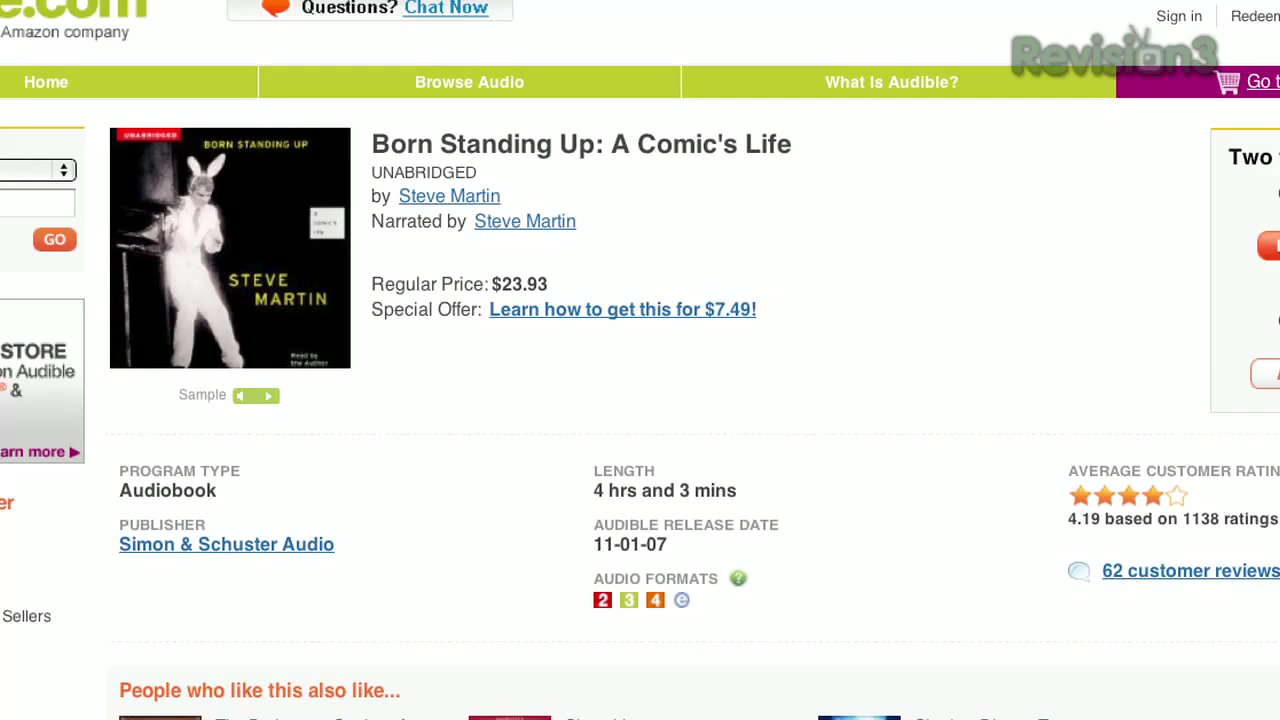 e.com
Amazon company
Questions? Chat Now
Sign in
Redeem
Revision3
Home
Browse Audio
What Is Audible?
Go t
UNABRIDGED
BORN STANDING UP
STEVE
MARTIN
Read by
the Author
Sample
Born Standing Up: A Comic's Life
UNABRIDGED
by Steve Martin
Narrated by Steve Martin
Regular Price: $23.93
Special Offer: Learn how to get this for $7.49!
Two
GO
STORE
on Audible
® &
arn more
er
Sellers
PROGRAM TYPE
Audiobook
PUBLISHER
Simon & Schuster Audio
LENGTH
4 hrs and 3 mins
AUDIBLE RELEASE DATE
11-01-07
AUDIO FORMATS ?
2 3 4 e
AVERAGE CUSTOMER RATIN
4.19 based on 1138 ratings
62 customer reviews
People who like this also like...